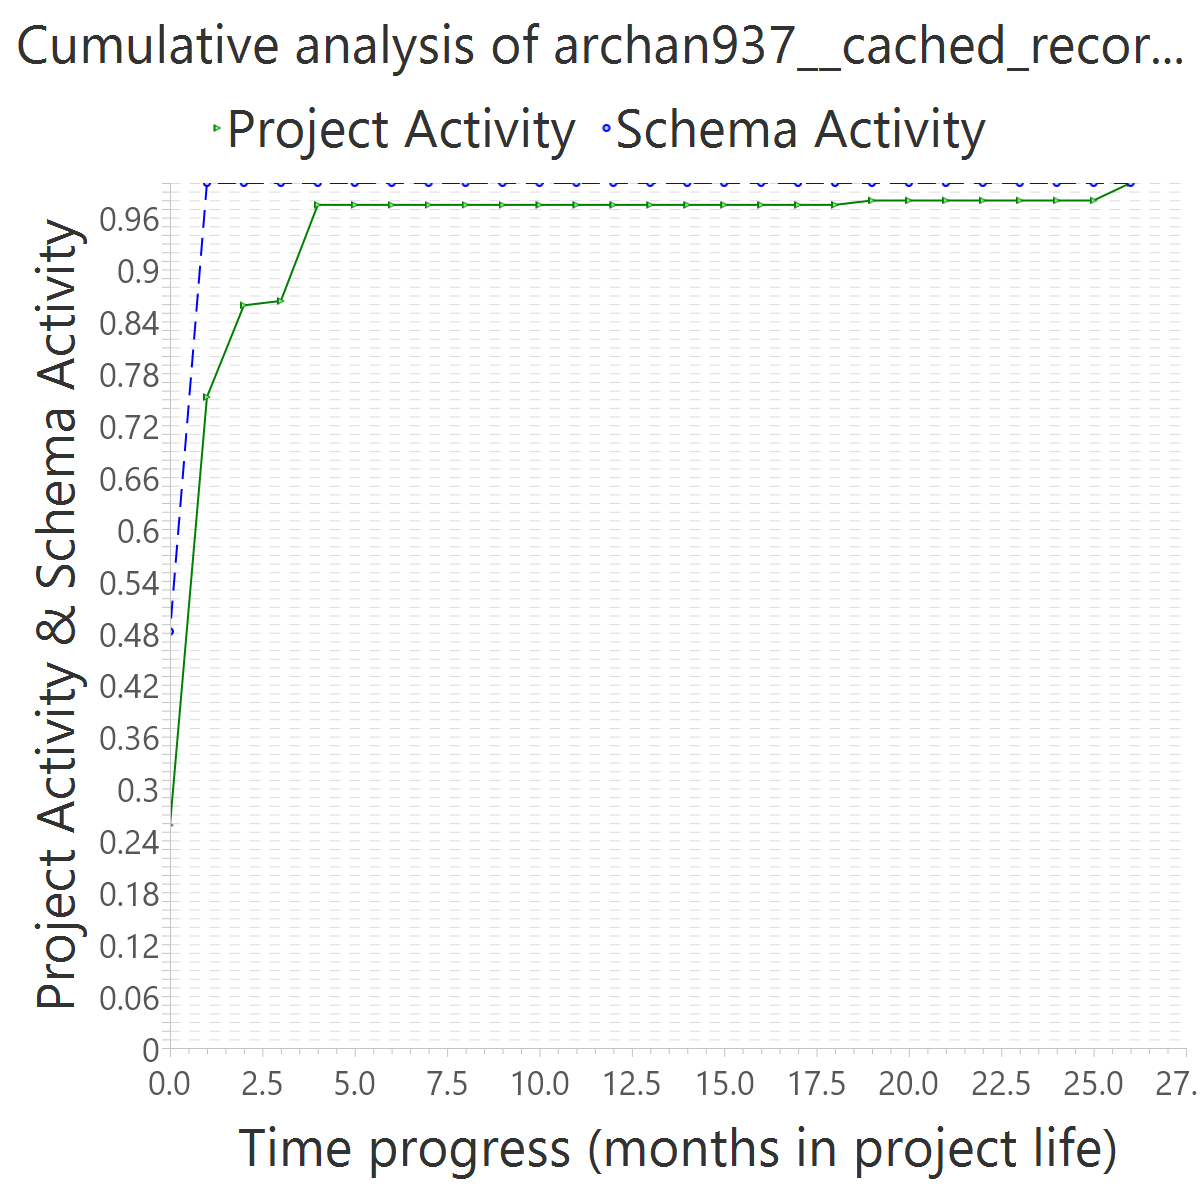 Cumulative analysis of archan937__cached_recor...
Project Activity
Schema Activity
Project Activity & Schema Activity
0.96
0.9
0.84
0.78
0.72
0.66
0.6
0.54
0.48
0.42
0.36
0.3
0.24
0.18
0.12
0.06
0
0.0 2.5 5.0 7.5 10.0 12.5 15.0 17.5 20.0 22.5 25.0 27.
Time progress (months in project life)